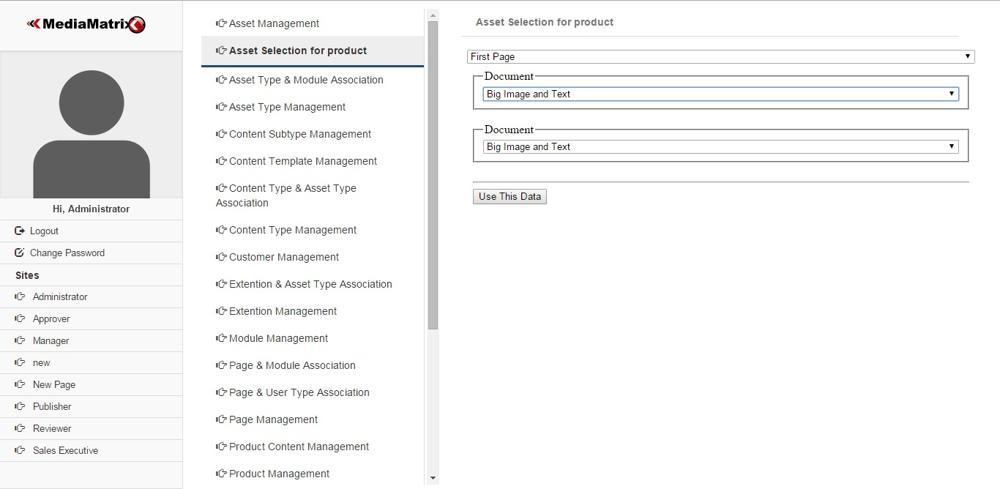 MediaMatrix
Hi, Administrator
Logout
Change Password
Sites
Administrator
Approver
Manager
new
New Page
Publisher
Reviewer
Sales Executive
Asset Management
Asset Selection for product
Asset Type & Module Association
Asset Type Management
Content Subtype Management
Content Template Management
Content Type & Asset Type
Association
Content Type Management
Customer Management
Extention & Asset Type Association
Extention Management
Module Management
Page & Module Association
Page & User Type Association
Page Management
Product Content Management
Product Management
Asset Selection for product
First Page
Document
Big Image and Text
Document
Big Image and Text
Use This Data